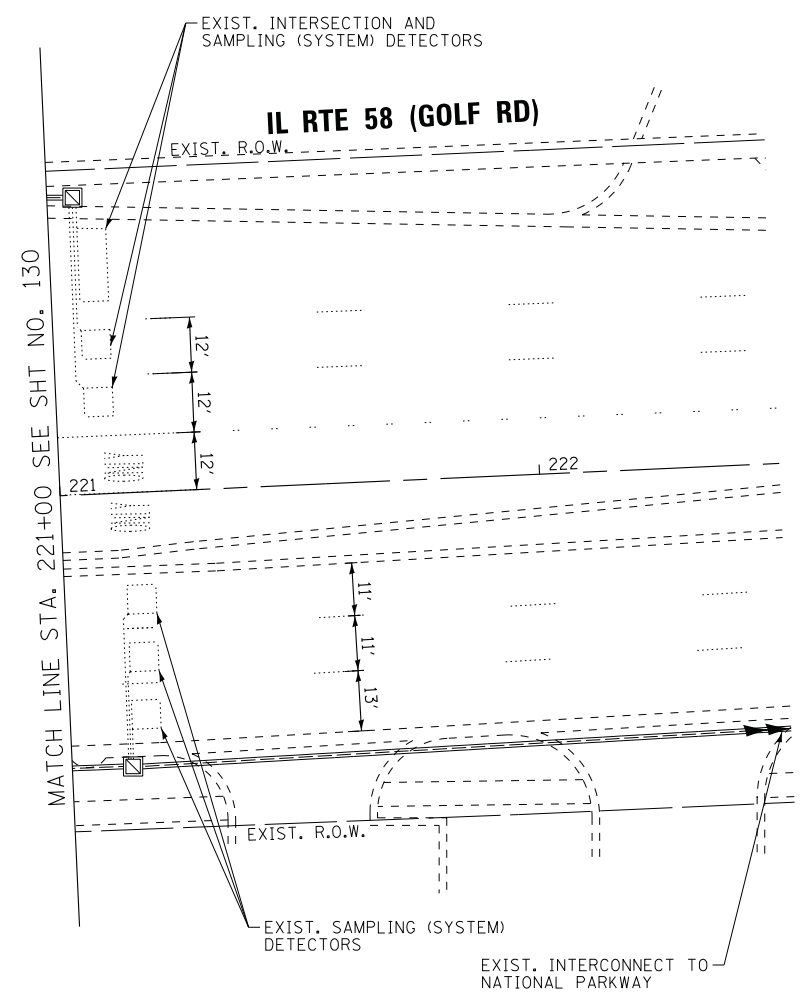 EXIST. INTERSECTION AND
SAMPLING (SYSTEM) DETECTORS
IL RTE 58 (GOLF RD)
EXIST. R.O.W.
MATCH LINE STA. 221+00 SEE SHT NO. 130
12'
12'
12'
222
221
11'
11'
13'
EXIST. R.O.W.
EXIST. SAMPLING (SYSTEM)
DETECTORS
EXIST. INTERCONNECT TO
NATIONAL PARKWAY